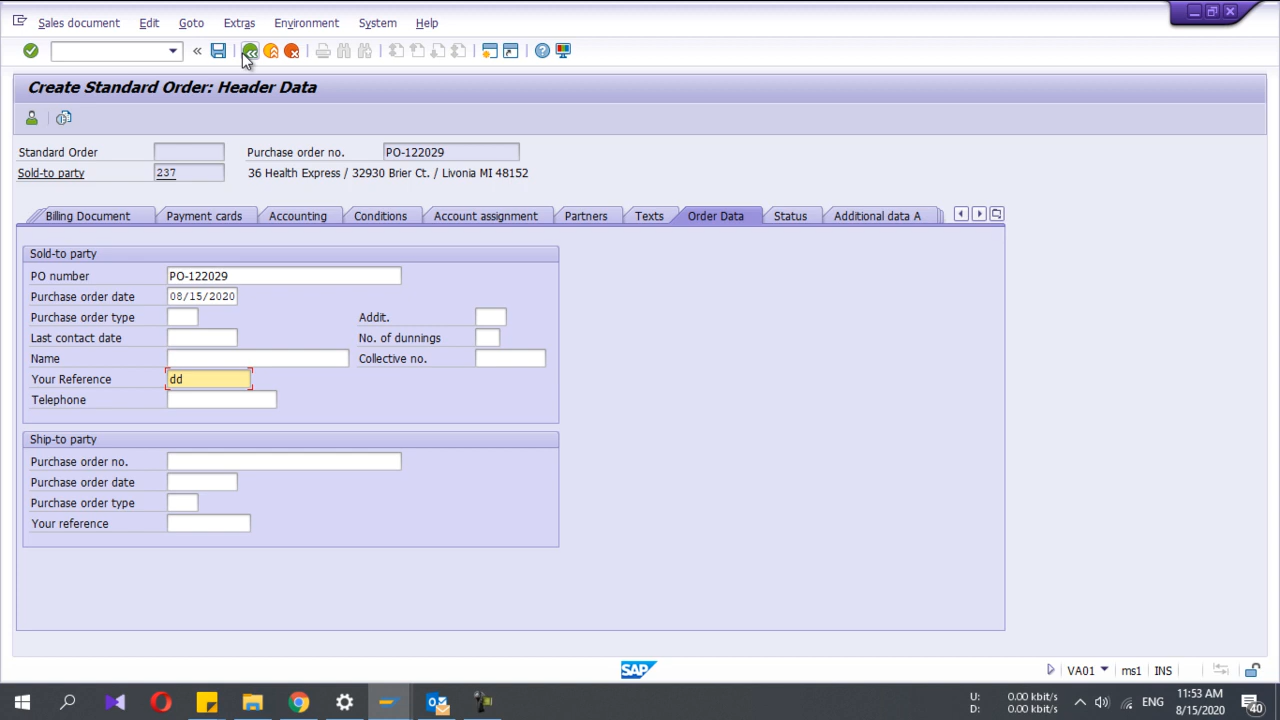 Sales document Edit Goto Extras Environment System Help
Create Standard Order: Header Data
Standard Order Purchase order no. PO-122029
Sold-to party 237 36 Health Express / 32930 Brier Ct. / Livonia MI 48152
Billing Document Payment cards Accounting Conditions Account assignment Partners Texts Order Data Status Additional data A
Sold-to party
PO number PO-122029
Purchase order date 08/15/2020
Purchase order type Addit.
Last contact date No. of dunnings
Name Collective no.
Your Reference dd
Telephone
Ship-to party
Purchase order no.
Purchase order date
Purchase order type
Your reference
SAP VA01 ms1 INS
U: 0.00 kbit/s
D: 0.00 kbit/s
ENG
11:53 AM
8/15/2020
40